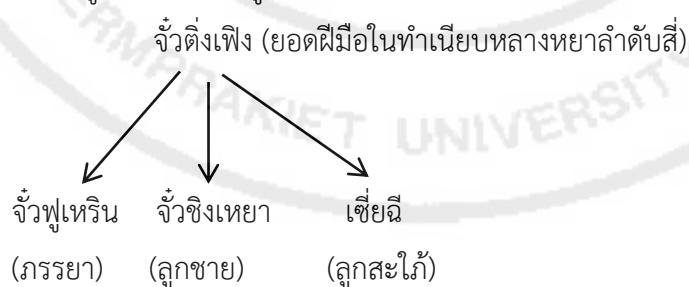 จั๋วติ่งเฟิง (ยอดฝีมือในทำเนียบหลางหยาลำดับสี่)
จั๋วฟูเหริน จั๋วชิงเหยา เซี่ยฉี
(ภรรยา) (ลูกชาย) (ลูกสะใภ้)
UNIVERSITY